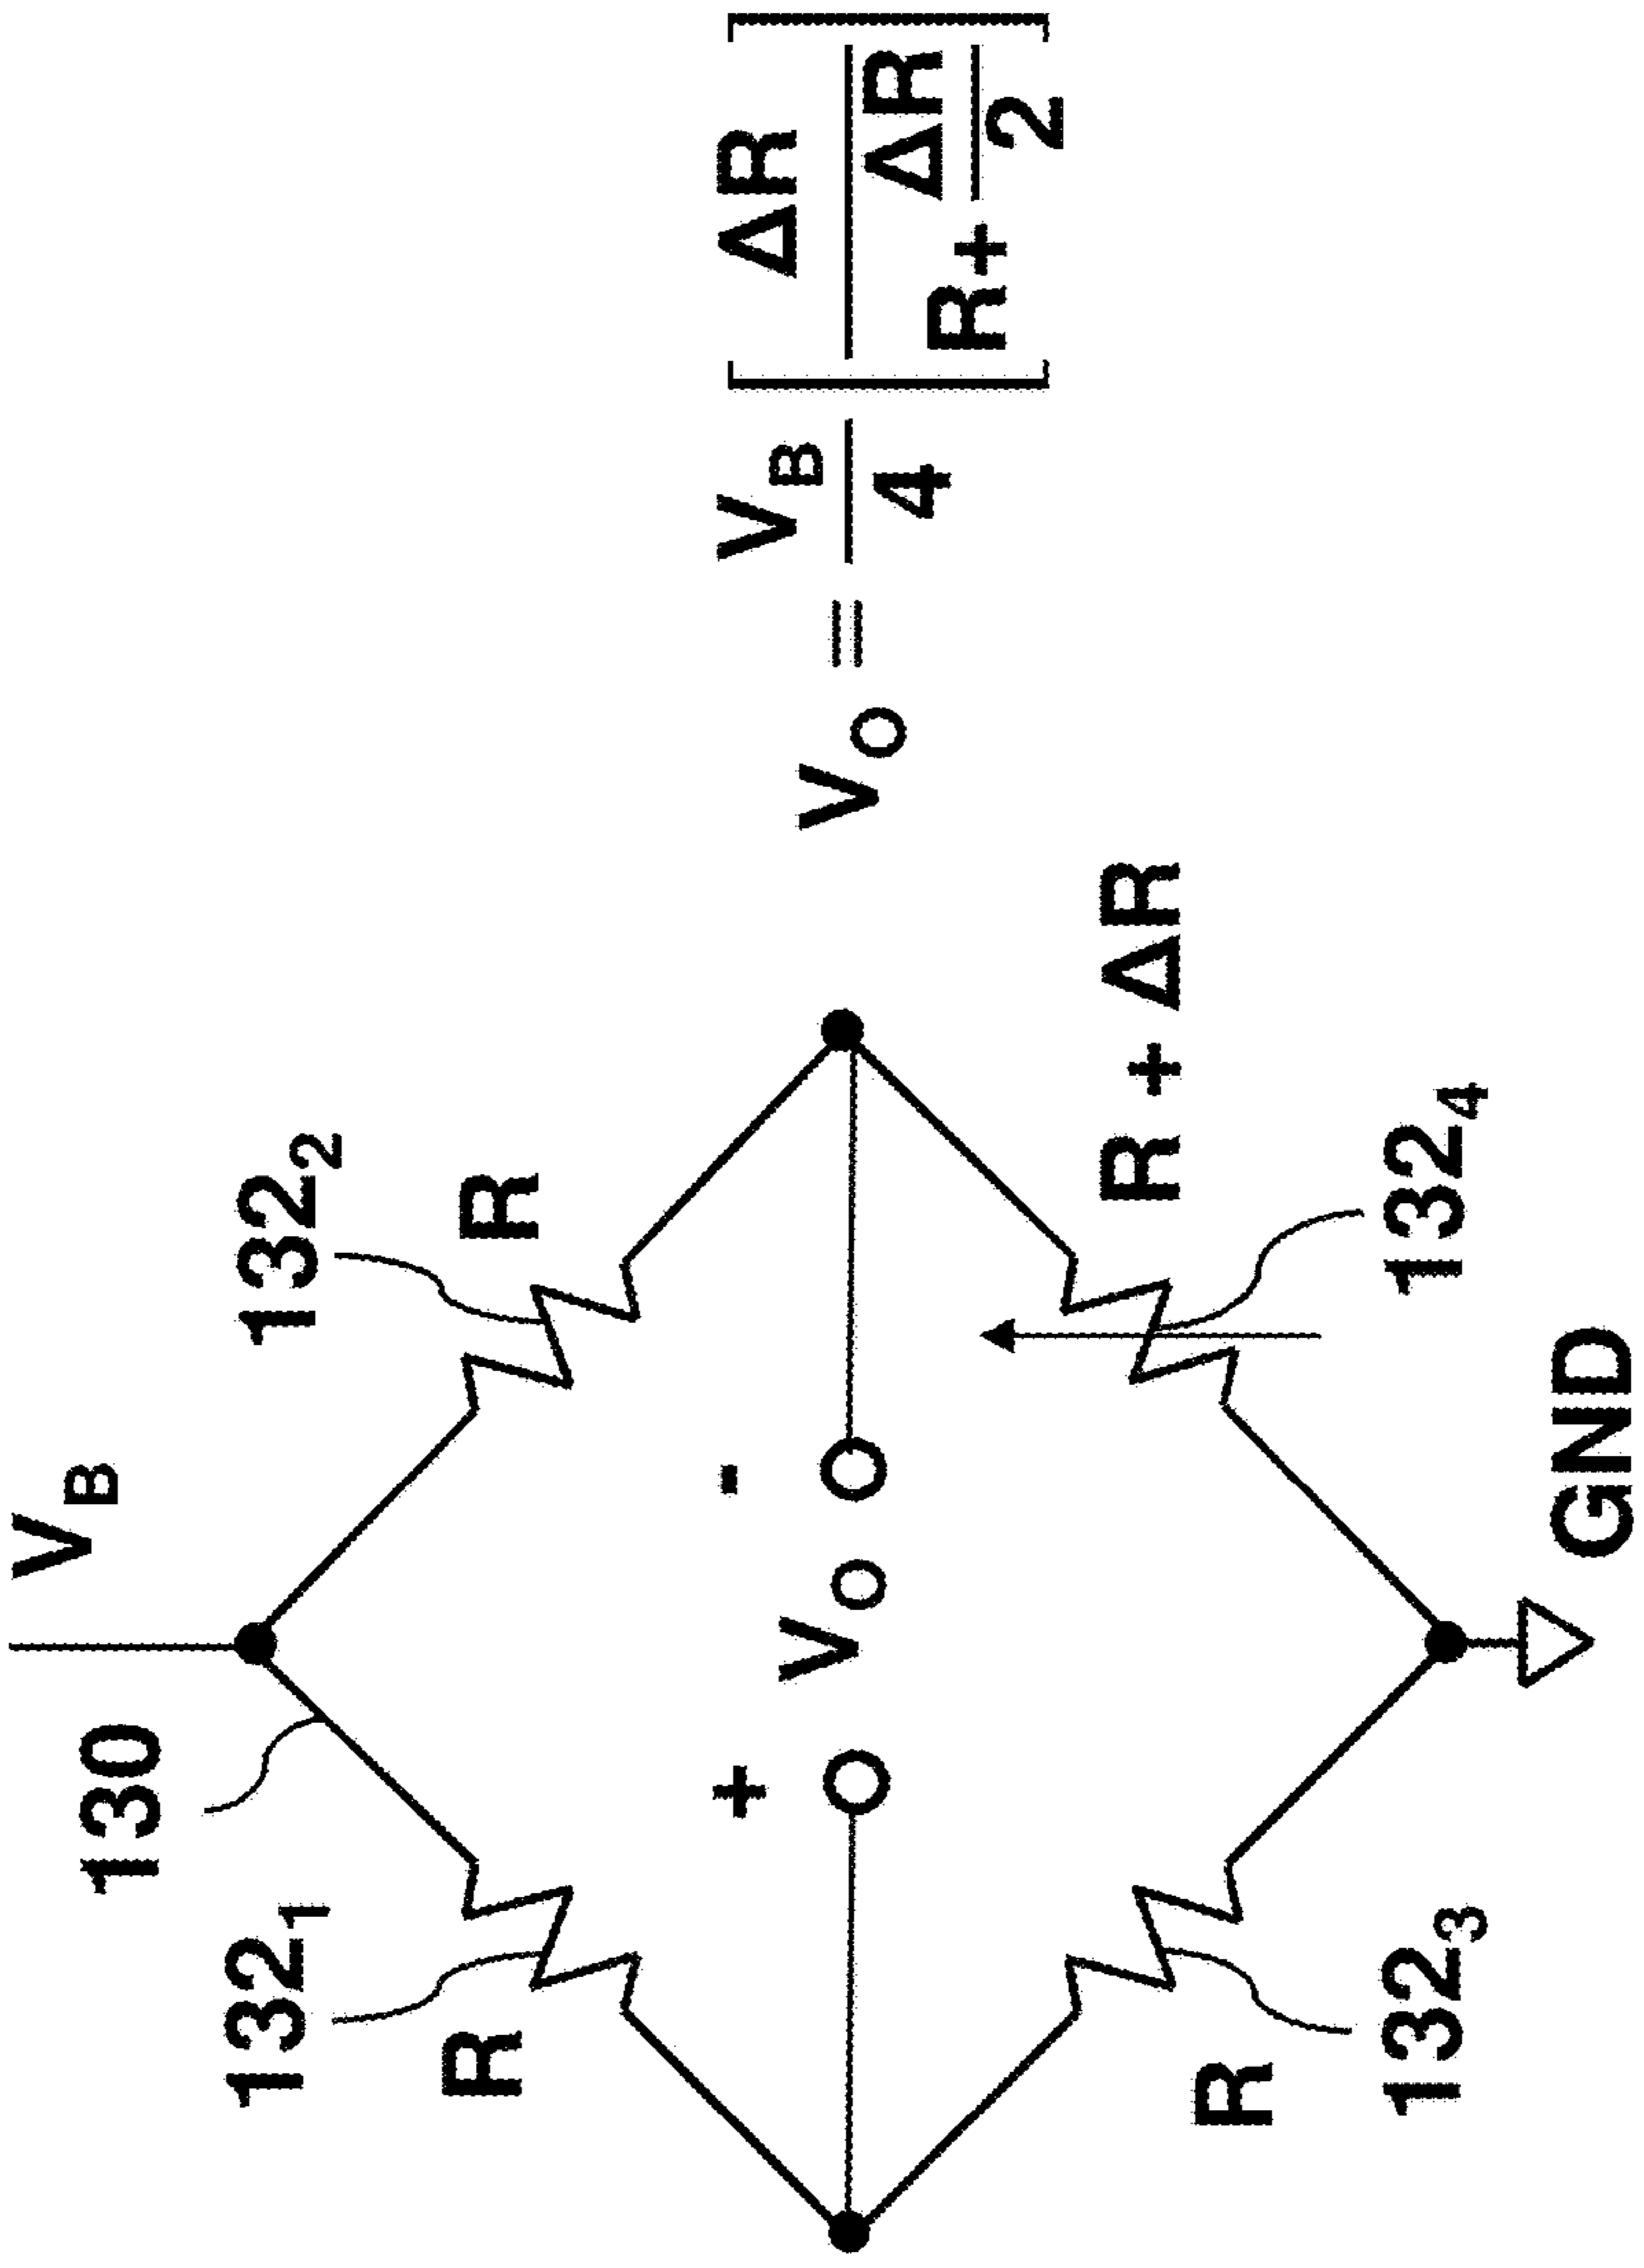 V_B
130
132_1
R
132_2
R
+ V_O -
V_O = V_B/4 [ΔR / (R + ΔR/2)]
R
132_3
R + ΔR
132_4
GND